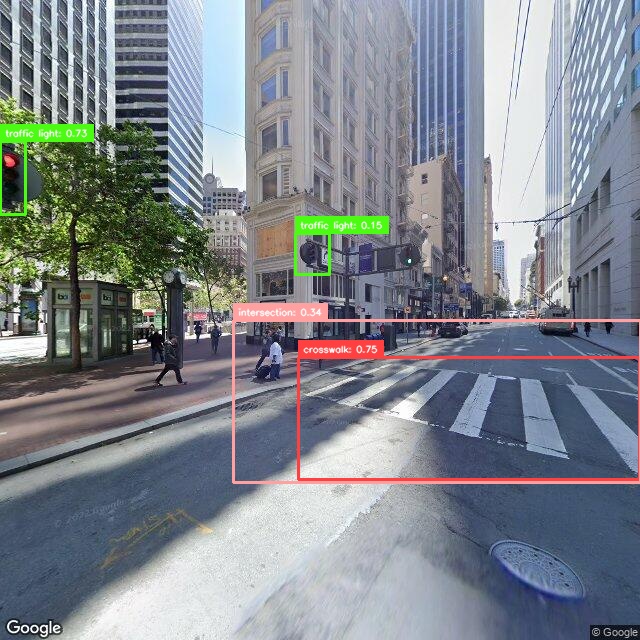 traffic light: 0.73
traffic light: 0.15
intersection: 0.34
crosswalk: 0.75
Google
© Google